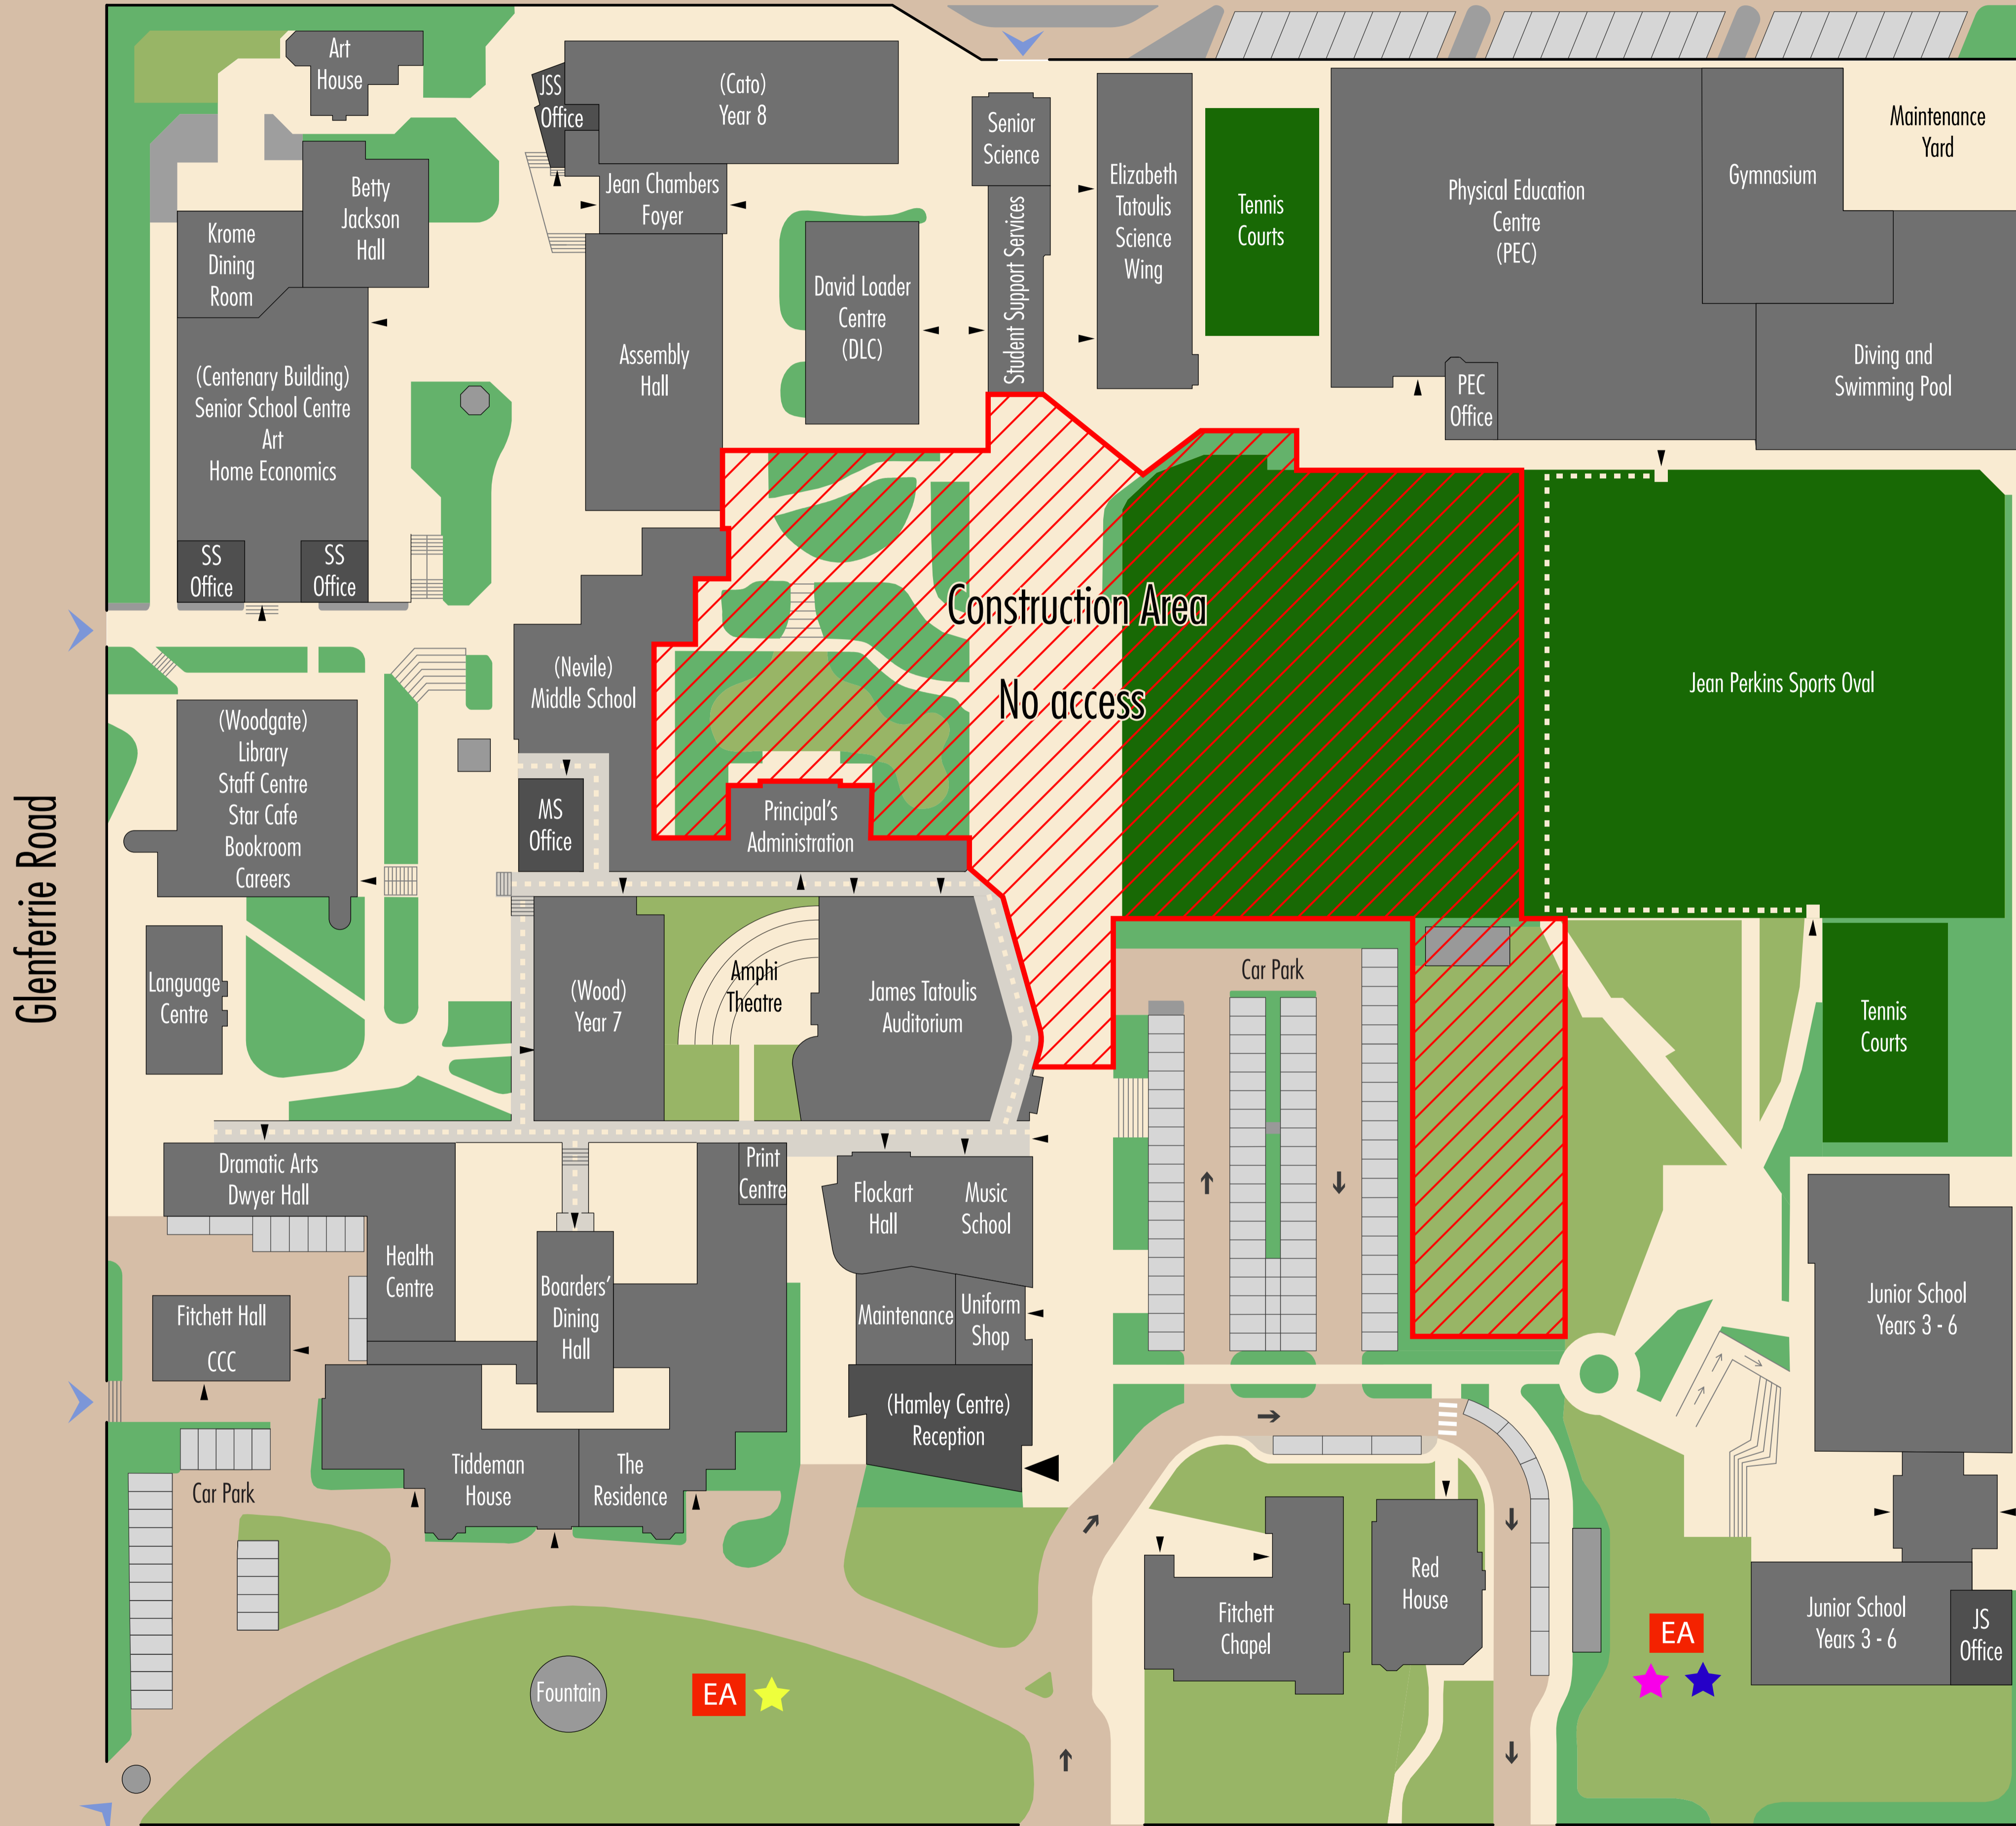 Art
House
JSS
Office
(Cato)
Year 8
Senior
Science
Elizabeth
Tatoulis
Science
Wing
Tennis
Courts
Physical Education
Centre
(PEC)
Gymnasium
Maintenance
Yard
Betty
Jackson
Hall
Krome
Dining
Room
Jean Chambers
Foyer
David Loader
Centre
(DLC)
Student Support Services
Assembly
Hall
PEC
Office
Diving and
Swimming Pool
(Centenary Building)
Senior School Centre
Art
Home Economics
SS
Office
SS
Office
Construction Area
No access
Jean Perkins Sports Oval
(Nevile)
Middle School
(Woodgate)
Library
Staff Centre
Star Cafe
Bookroom
Careers
MS
Office
Principal's
Administration
Glenferrie Road
Language
Centre
(Wood)
Year 7
Amphi
Theatre
James Tatoulis
Auditorium
Car Park
Tennis
Courts
Dramatic Arts
Dwyer Hall
Print
Centre
Flockart
Hall
Music
School
Health
Centre
Boarders'
Dining
Hall
Maintenance
Uniform
Shop
Junior School
Years 3 - 6
Fitchett Hall
CCC
(Hamley Centre)
Reception
Car Park
Tiddeman
House
The
Residence
Fitchett
Chapel
Red
House
Junior School
Years 3 - 6
JS
Office
EA
Fountain
EA